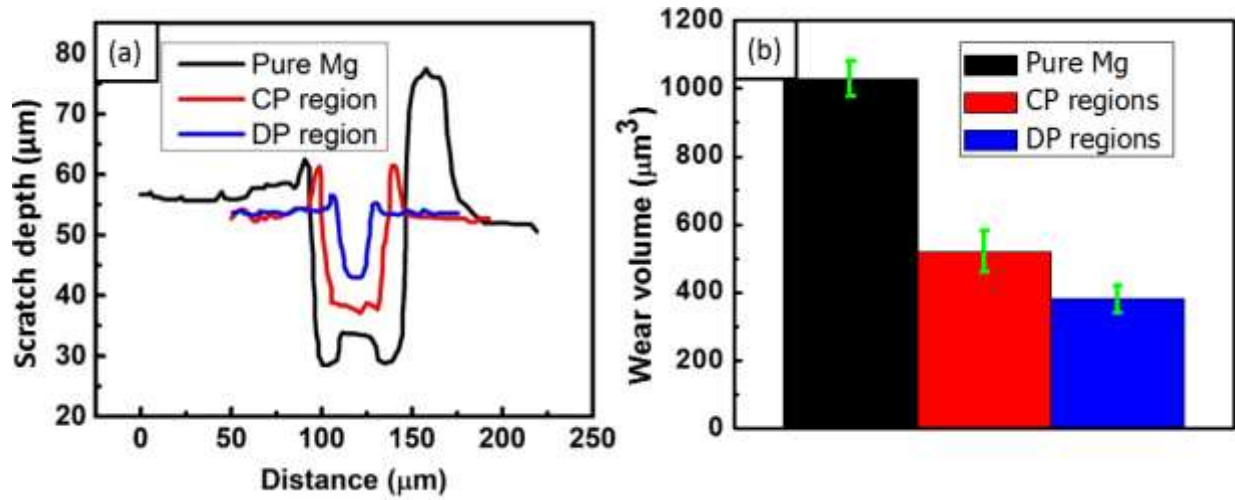 (a)
Pure Mg
CP region
DP region
Scratch depth (µm)
80
70
60
50
40
30
20
0
50
100
150
200
250
Distance (µm)
(b)
Pure Mg
CP regions
DP regions
Wear volume (µm³)
1200
1000
800
600
400
200
0